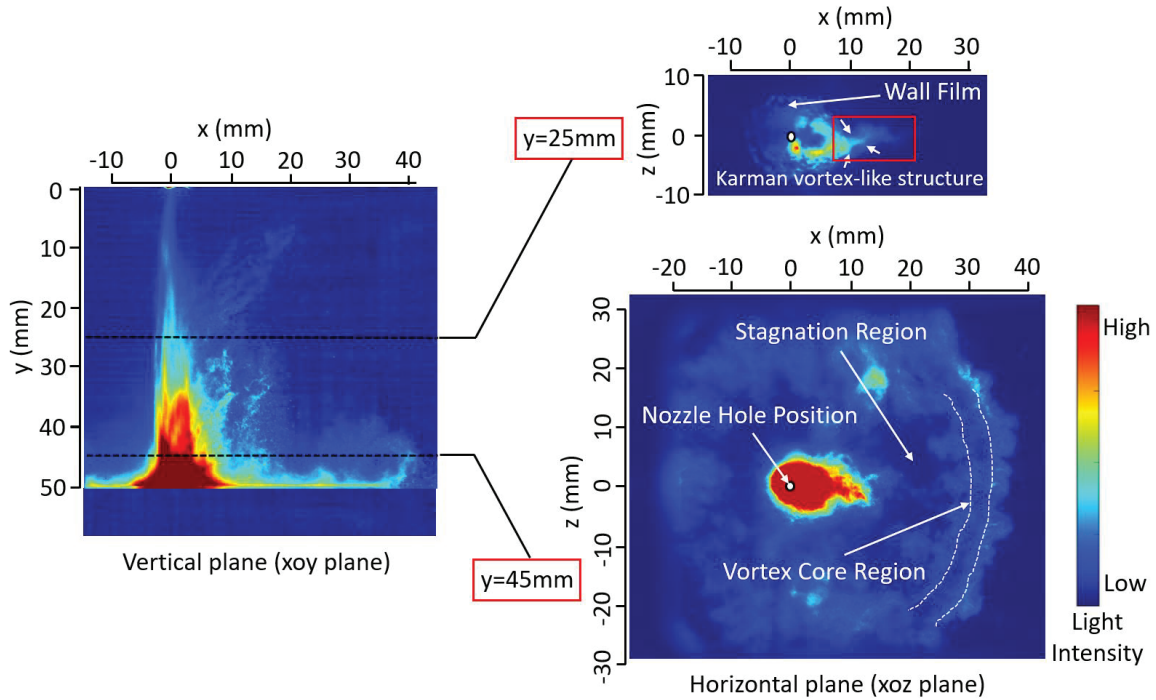 x (mm)
-10 0 10 20 30 40
y (mm)
0
10
20
30
40
50
Vertical plane (xoy plane)
y=25mm
y=45mm
x (mm)
-10 0 10 20 30
z (mm)
10
0
-10
Wall Film
Karman vortex-like structure
x (mm)
-20 -10 0 10 20 30 40
z (mm)
30
20
10
0
-10
-20
-30
Stagnation Region
Nozzle Hole Position
Vortex Core Region
Horizontal plane (xoz plane)
High
Low
Light
Intensity